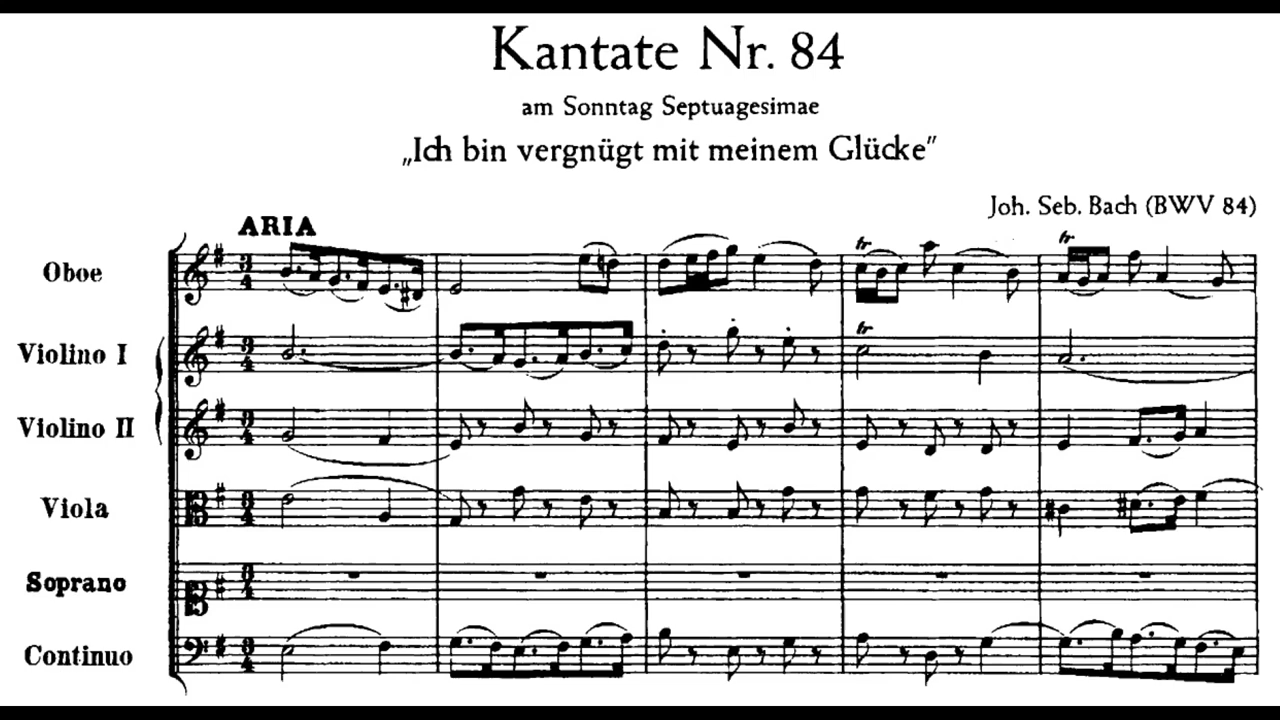 Kantate Nr. 84
am Sonntag Septuagesimae
„Ich bin vergnügt mit meinem Glücke"
Joh. Seb. Bach (BWV 84)
ARIA
Oboe
Violino I
Violino II
Viola
Soprano
Continuo